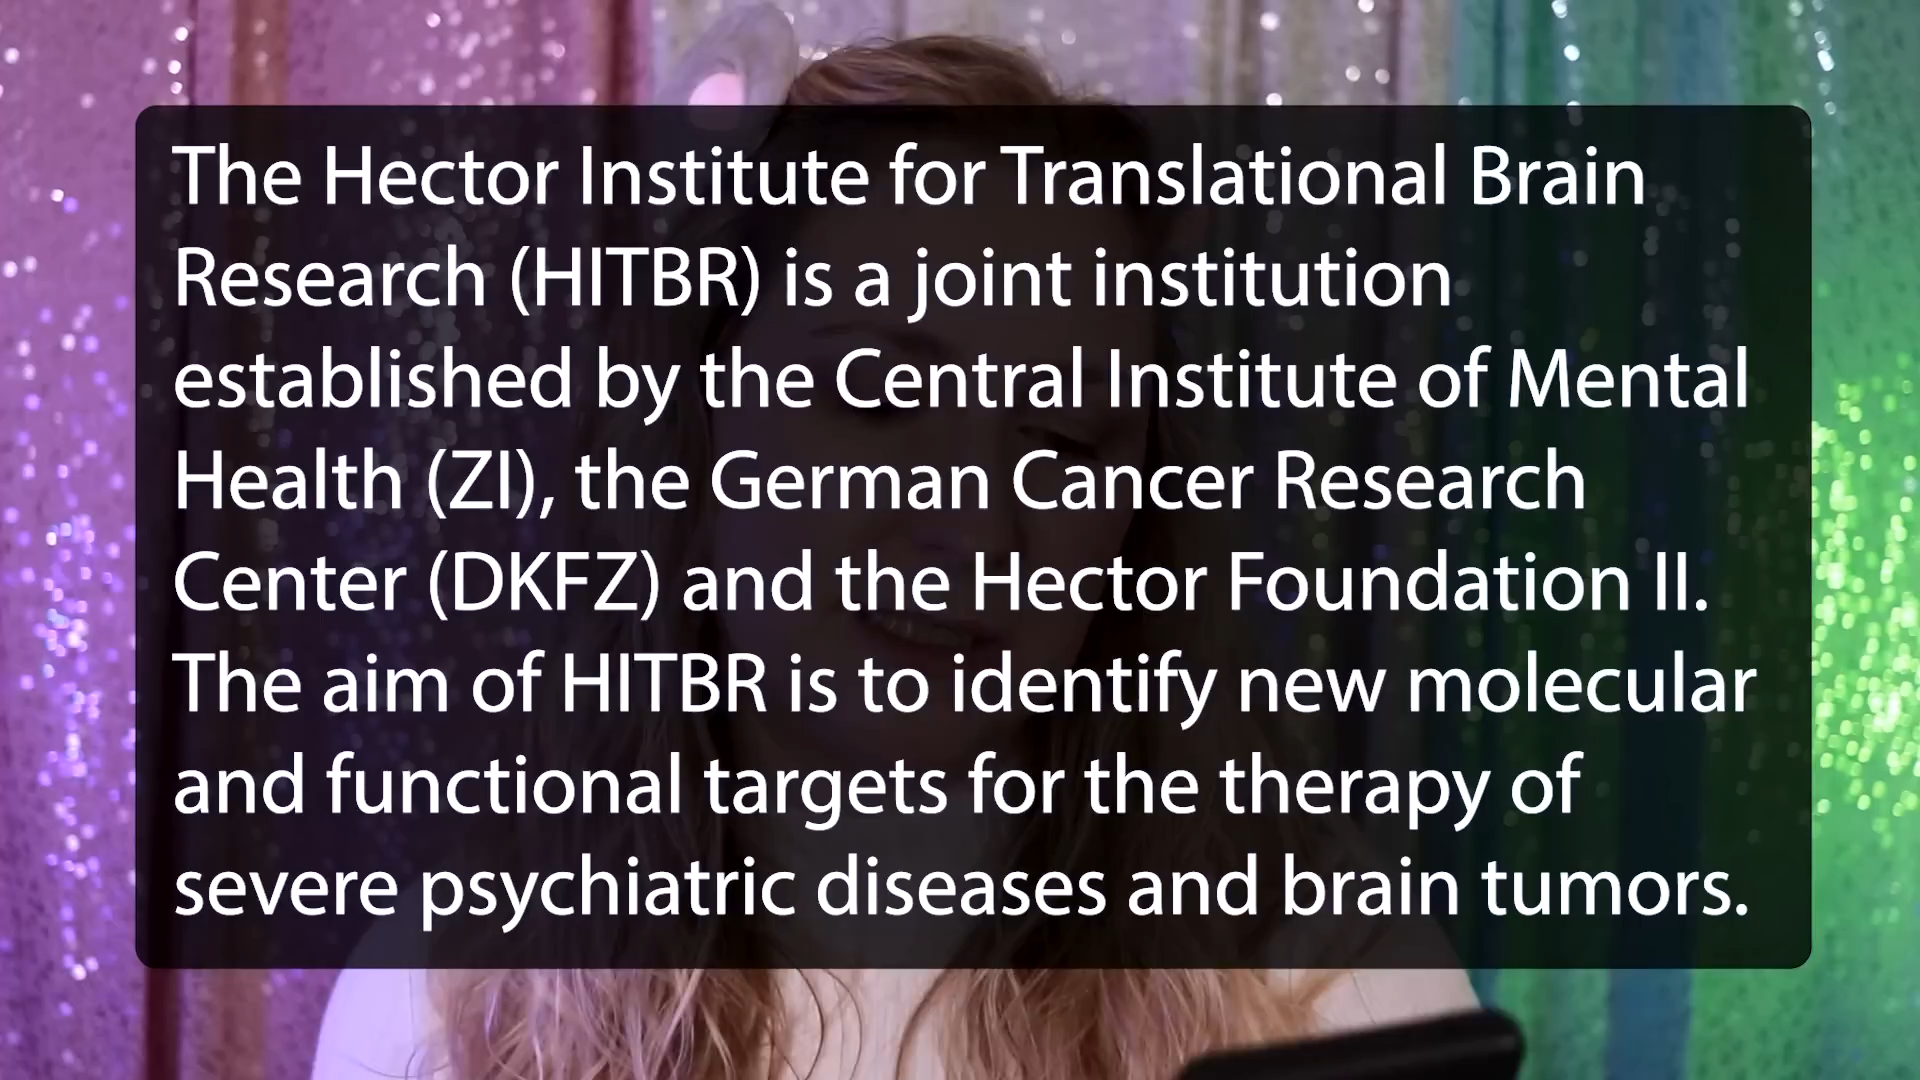 The Hector Institute for Translational Brain
Research (HITBR) is a joint institution
established by the Central Institute of Mental
Health (ZI), the German Cancer Research
Center (DKFZ) and the Hector Foundation II.
The aim of HITBR is to identify new molecular
and functional targets for the therapy of
severe psychiatric diseases and brain tumors.